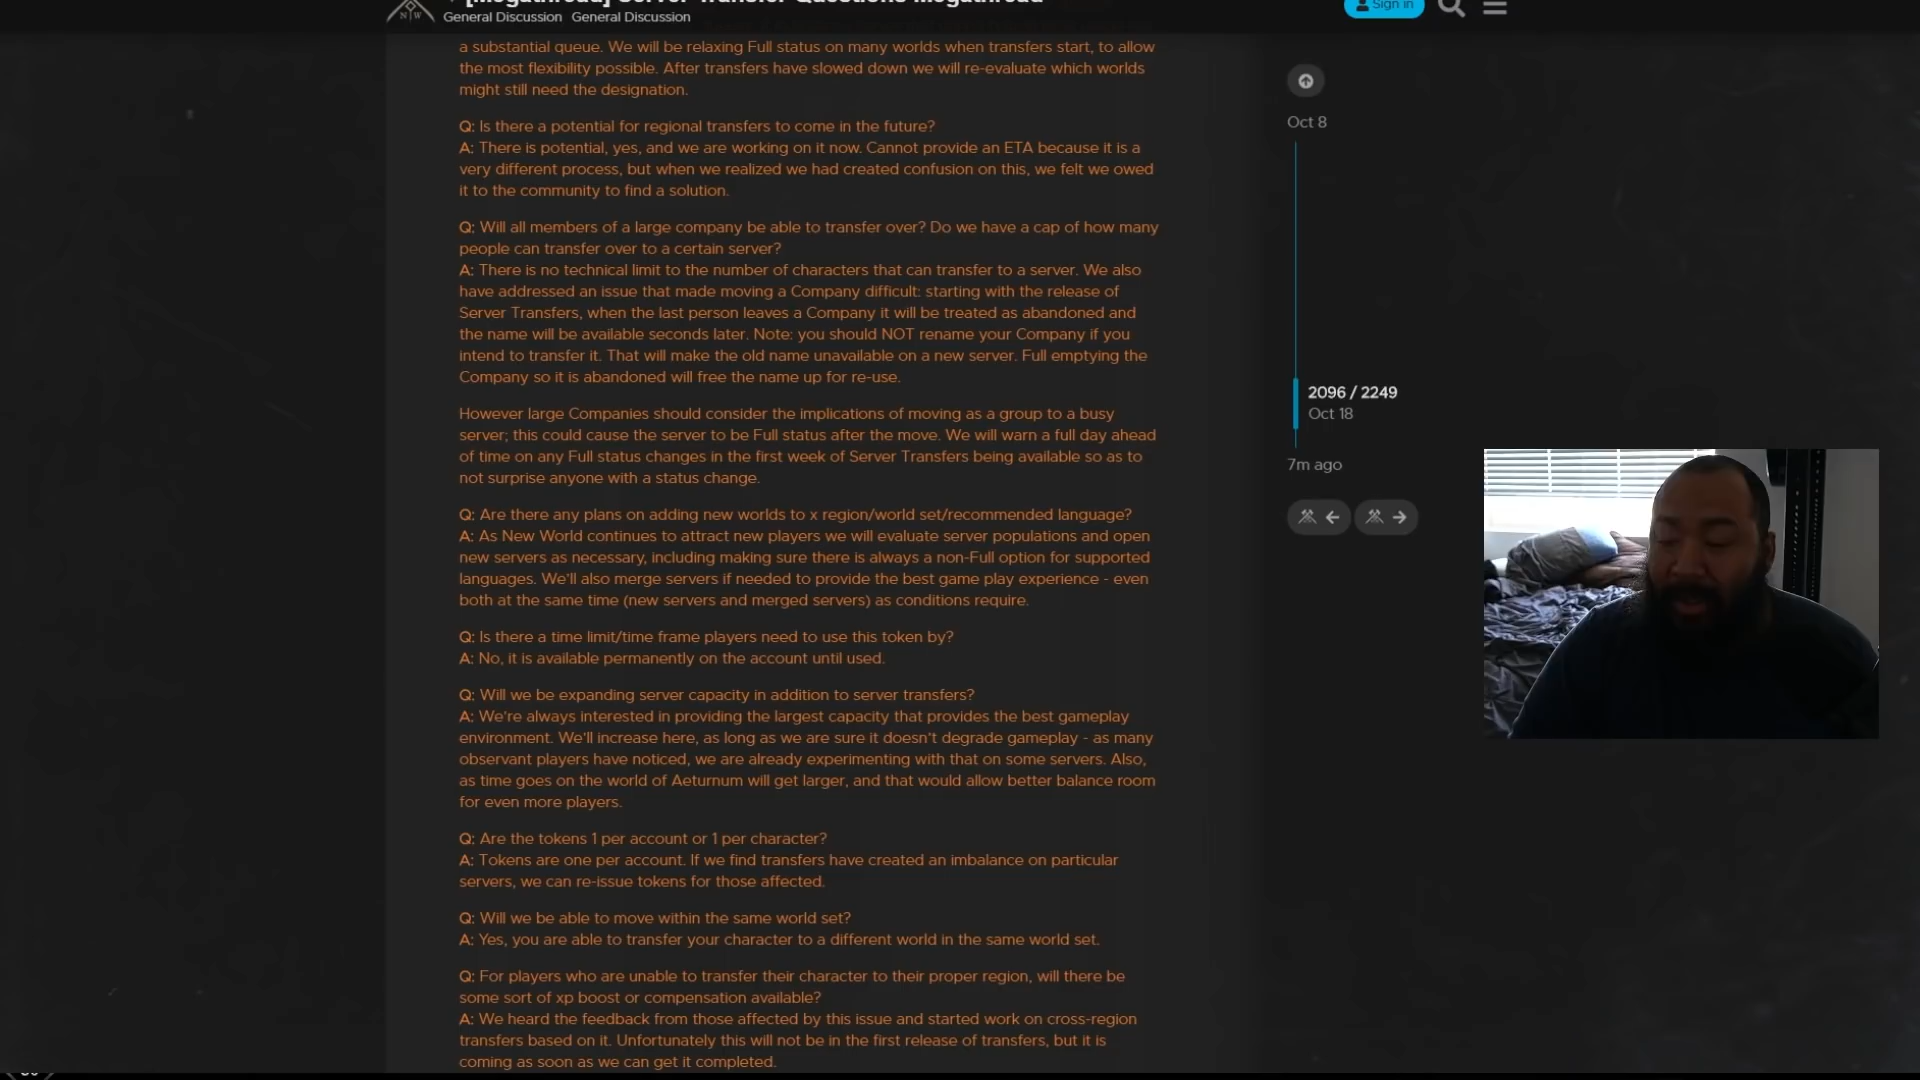 [Megathread] Server Transfer Questions Megathread
General Discussion General Discussion
Sign in
N W
a substantial queue. We will be relaxing Full status on many worlds when transfers start, to allow
the most flexibility possible. After transfers have slowed down we will re-evaluate which worlds
might still need the designation.
Q: Is there a potential for regional transfers to come in the future?
A: There is potential, yes, and we are working on it now. Cannot provide an ETA because it is a
very different process, but when we realized we had created confusion on this, we felt we owed
it to the community to find a solution.
Q: Will all members of a large company be able to transfer over? Do we have a cap of how many
people can transfer over to a certain server?
A: There is no technical limit to the number of characters that can transfer to a server. We also
have addressed an issue that made moving a Company difficult: starting with the release of
Server Transfers, when the last person leaves a Company it will be treated as abandoned and
the name will be available seconds later. Note: you should NOT rename your Company if you
intend to transfer it. That will make the old name unavailable on a new server. Full emptying the
Company so it is abandoned will free the name up for re-use.
However large Companies should consider the implications of moving as a group to a busy
server; this could cause the server to be Full status after the move. We will warn a full day ahead
of time on any Full status changes in the first week of Server Transfers being available so as to
not surprise anyone with a status change.
Q: Are there any plans on adding new worlds to x region/world set/recommended language?
A: As New World continues to attract new players we will evaluate server populations and open
new servers as necessary, including making sure there is always a non-Full option for supported
languages. We'll also merge servers if needed to provide the best game play experience - even
both at the same time (new servers and merged servers) as conditions require.
Q: Is there a time limit/time frame players need to use this token by?
A: No, it is available permanently on the account until used.
Q: Will we be expanding server capacity in addition to server transfers?
A: We're always interested in providing the largest capacity that provides the best gameplay
environment. We'll increase here, as long as we are sure it doesn't degrade gameplay - as many
observant players have noticed, we are already experimenting with that on some servers. Also,
as time goes on the world of Aeturnum will get larger, and that would allow better balance room
for even more players.
Q: Are the tokens 1 per account or 1 per character?
A: Tokens are one per account. If we find transfers have created an imbalance on particular
servers, we can re-issue tokens for those affected.
Q: Will we be able to move within the same world set?
A: Yes, you are able to transfer your character to a different world in the same world set.
Q: For players who are unable to transfer their character to their proper region, will there be
some sort of xp boost or compensation available?
A: We heard the feedback from those affected by this issue and started work on cross-region
transfers based on it. Unfortunately this will not be in the first release of transfers, but it is
coming as soon as we can get it completed.
Oct 8
2096 / 2249
Oct 18
7m ago